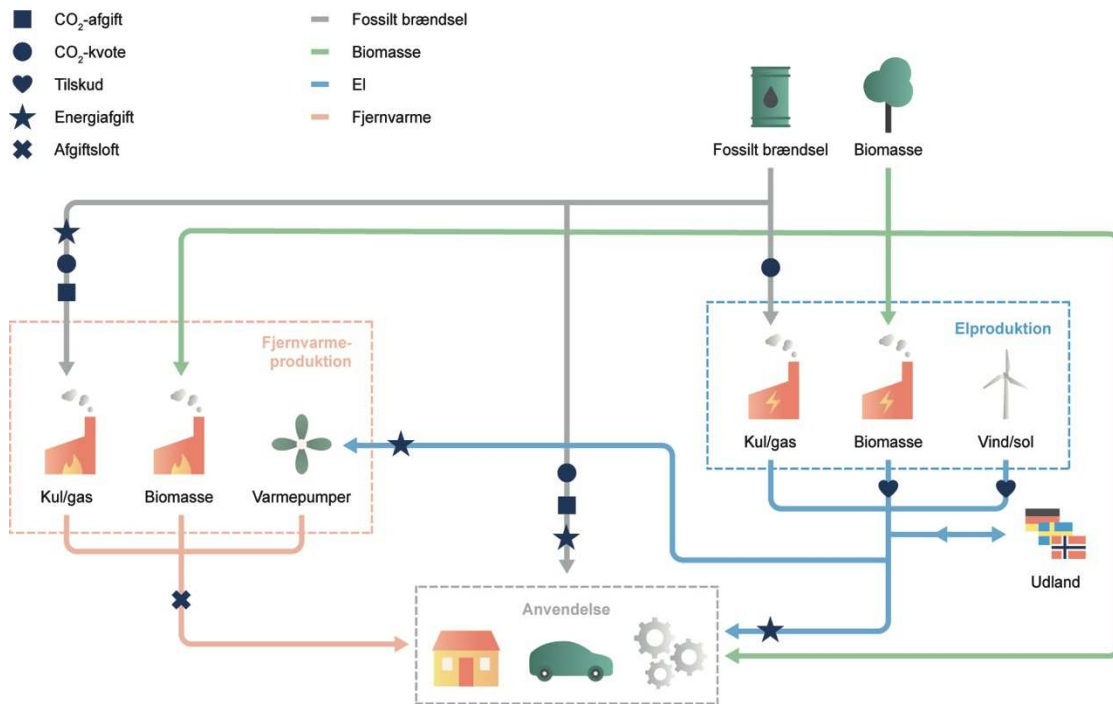 CO₂-afgift
CO₂-kvote
Tilskud
Energiafgift
Afgiftsloft
Fossilt brændsel
Biomasse
El
Fjernvarme
Fossilt brændsel
Biomasse
Fjernvarme-
produktion
Kul/gas
Biomasse
Varmepumper
Elproduktion
Kul/gas
Biomasse
Vind/sol
Udland
Anvendelse